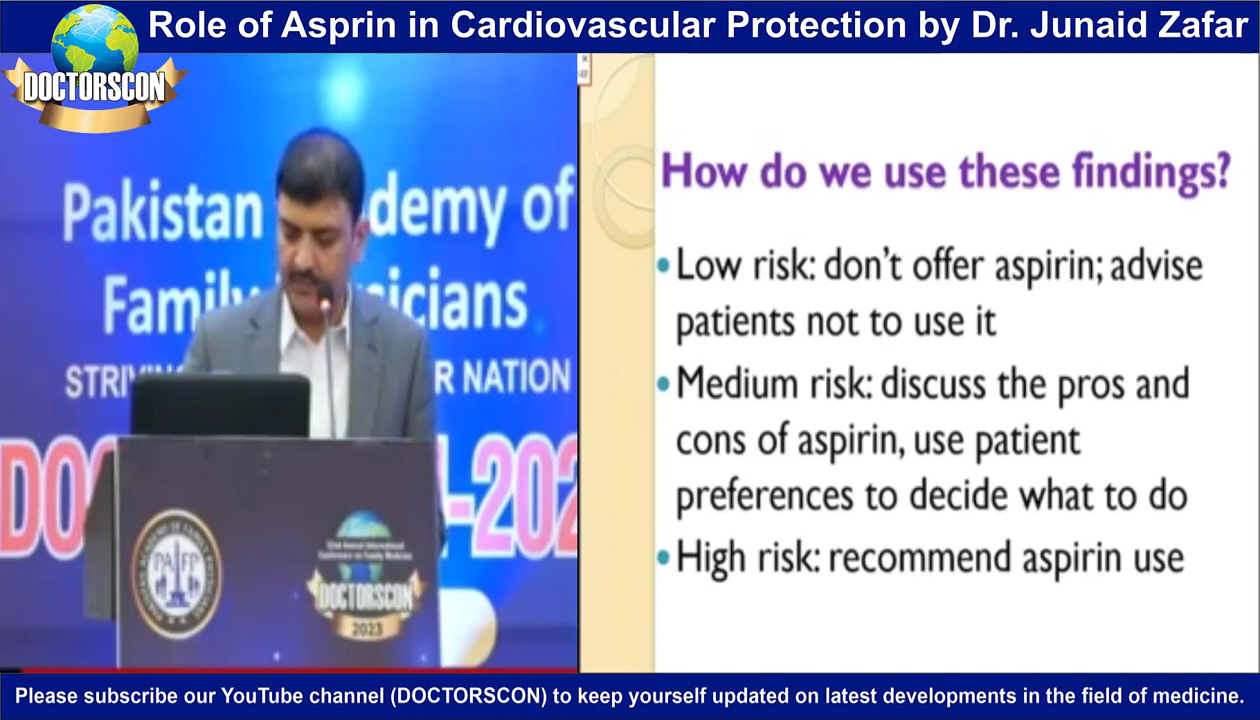 Role of Asprin in Cardiovascular Protection by Dr. Junaid Zafar
DOCTORSCON
Pakistan demy of
Family sicians
STRIV R NATION
DOC -202
How do we use these findings?
• Low risk: don't offer aspirin; advise
patients not to use it
• Medium risk: discuss the pros and
cons of aspirin, use patient
preferences to decide what to do
• High risk: recommend aspirin use
PAFP
DOCTORSCON
2023
Please subscribe our YouTube channel (DOCTORSCON) to keep yourself updated on latest developments in the field of medicine.